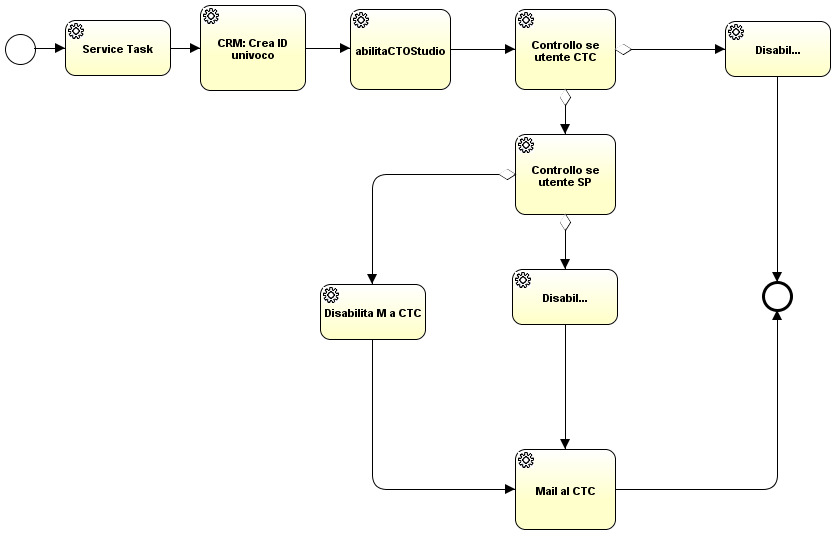 Service Task
CRM: Crea ID
univoco
abilitaCTOStudio
Controllo se
utente CTC
Disabil...
Controllo se
utente SP
Disabilita M a CTC
Disabil...
Mail al CTC